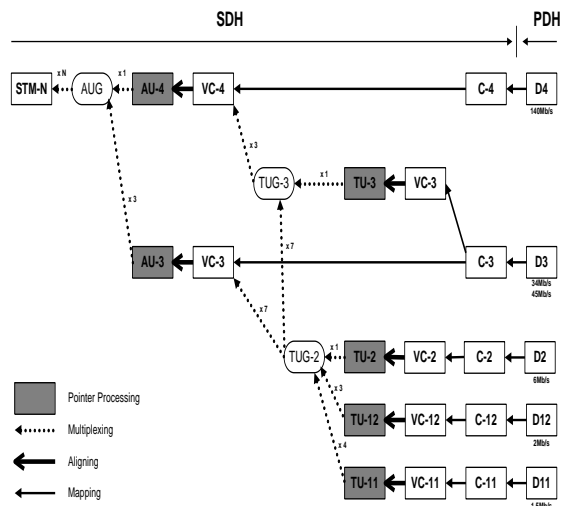 SDH PDH
x N x 1
STM-N AUG AU-4 VC-4 C-4 D4
140Mb/s
x 3
x 1
TUG-3 TU-3 VC-3
x 3
x 7
AU-3 VC-3 C-3 D3
34Mb/s
45Mb/s
x 7
x 1
TUG-2 TU-2 VC-2 C-2 D2
6Mb/s
x 3
Pointer Processing
TU-12 VC-12 C-12 D12
2Mb/s
Multiplexing
x 4
Aligning
TU-11 VC-11 C-11 D11
Mapping
1.5Mb/s